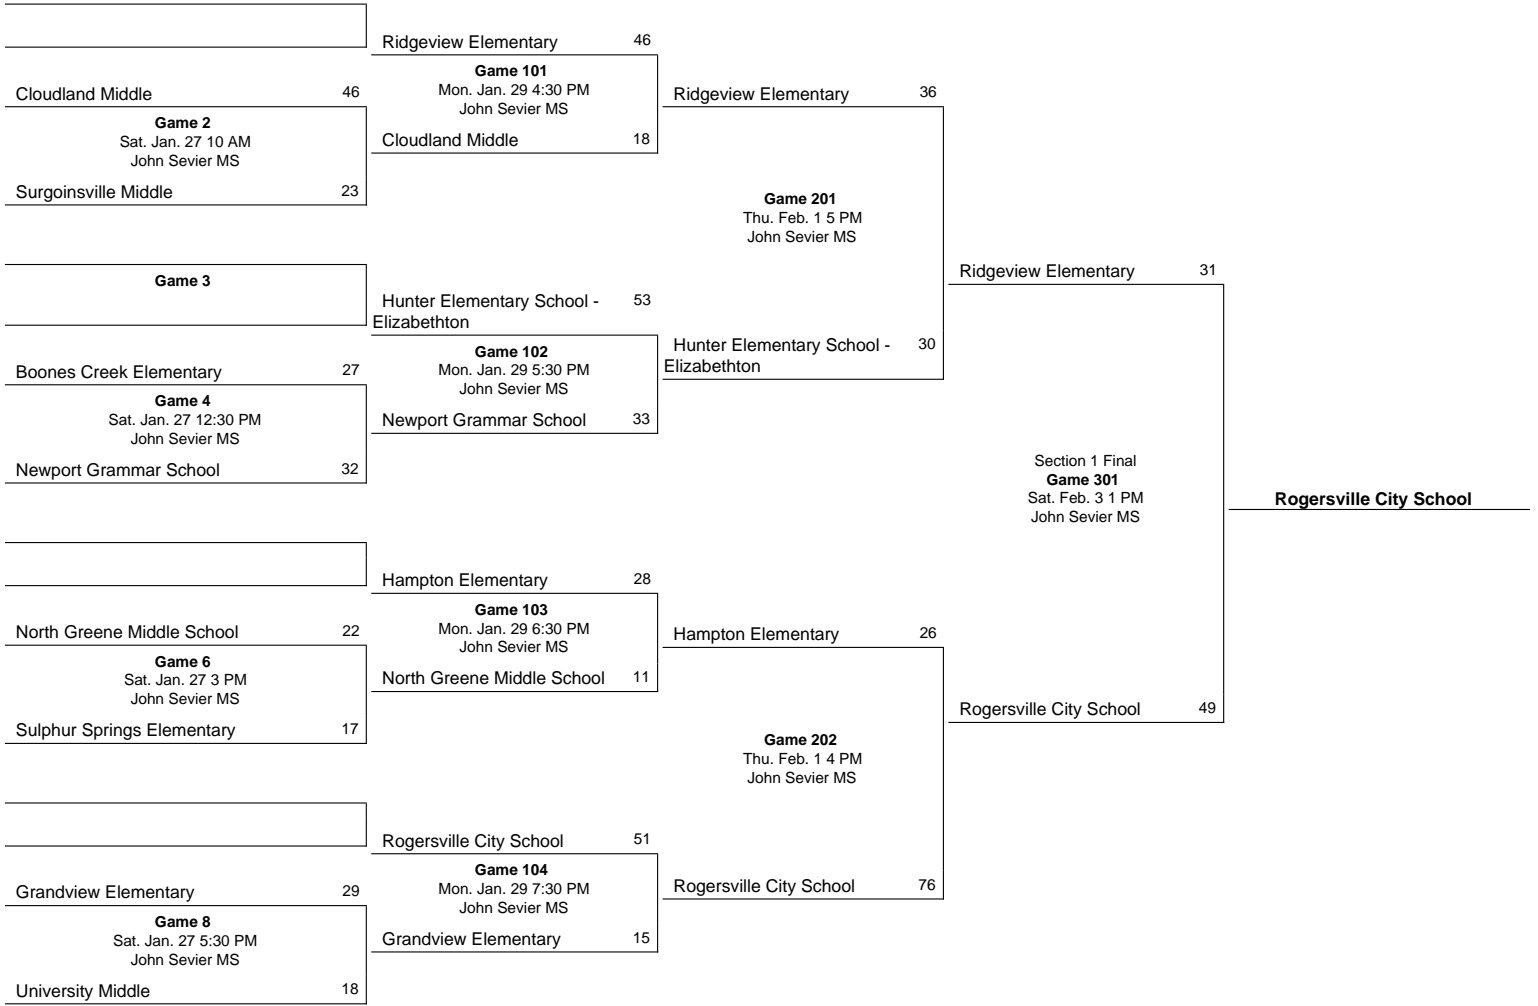 Cloudland Middle 46
Game 2
Sat. Jan. 27 10 AM
John Sevier MS
Surgoinsville Middle 23
Game 3
Boones Creek Elementary 27
Game 4
Sat. Jan. 27 12:30 PM
John Sevier MS
Newport Grammar School 32
North Greene Middle School 22
Game 6
Sat. Jan. 27 3 PM
John Sevier MS
Sulphur Springs Elementary 17
Grandview Elementary 29
Game 8
Sat. Jan. 27 5:30 PM
John Sevier MS
University Middle 18
Ridgeview Elementary 46
Game 101
Mon. Jan. 29 4:30 PM
John Sevier MS
Cloudland Middle 18
Hunter Elementary School - 53
Elizabethton
Game 102
Mon. Jan. 29 5:30 PM
John Sevier MS
Newport Grammar School 33
Hampton Elementary 28
Game 103
Mon. Jan. 29 6:30 PM
John Sevier MS
North Greene Middle School 11
Rogersville City School 51
Game 104
Mon. Jan. 29 7:30 PM
John Sevier MS
Grandview Elementary 15
Ridgeview Elementary 36
Game 201
Thu. Feb. 1 5 PM
John Sevier MS
Hunter Elementary School - 30
Elizabethton
Hampton Elementary 26
Game 202
Thu. Feb. 1 4 PM
John Sevier MS
Rogersville City School 76
Ridgeview Elementary 31
Section 1 Final
Game 301
Sat. Feb. 3 1 PM
John Sevier MS
Rogersville City School 49
Rogersville City School